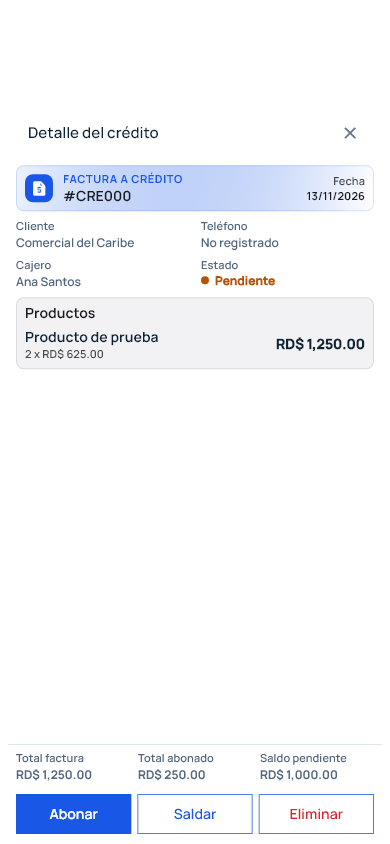 Detalle del crédito
FACTURA A CRÉDITO
#CRE000
Fecha
13/11/2026
Cliente
Comercial del Caribe
Teléfono
No registrado
Cajero
Ana Santos
Estado
Pendiente
Productos
Producto de prueba
2 x RD$ 625.00
RD$ 1,250.00
Total factura
RD$ 1,250.00
Total abonado
RD$ 250.00
Saldo pendiente
RD$ 1,000.00
Abonar
Saldar
Eliminar